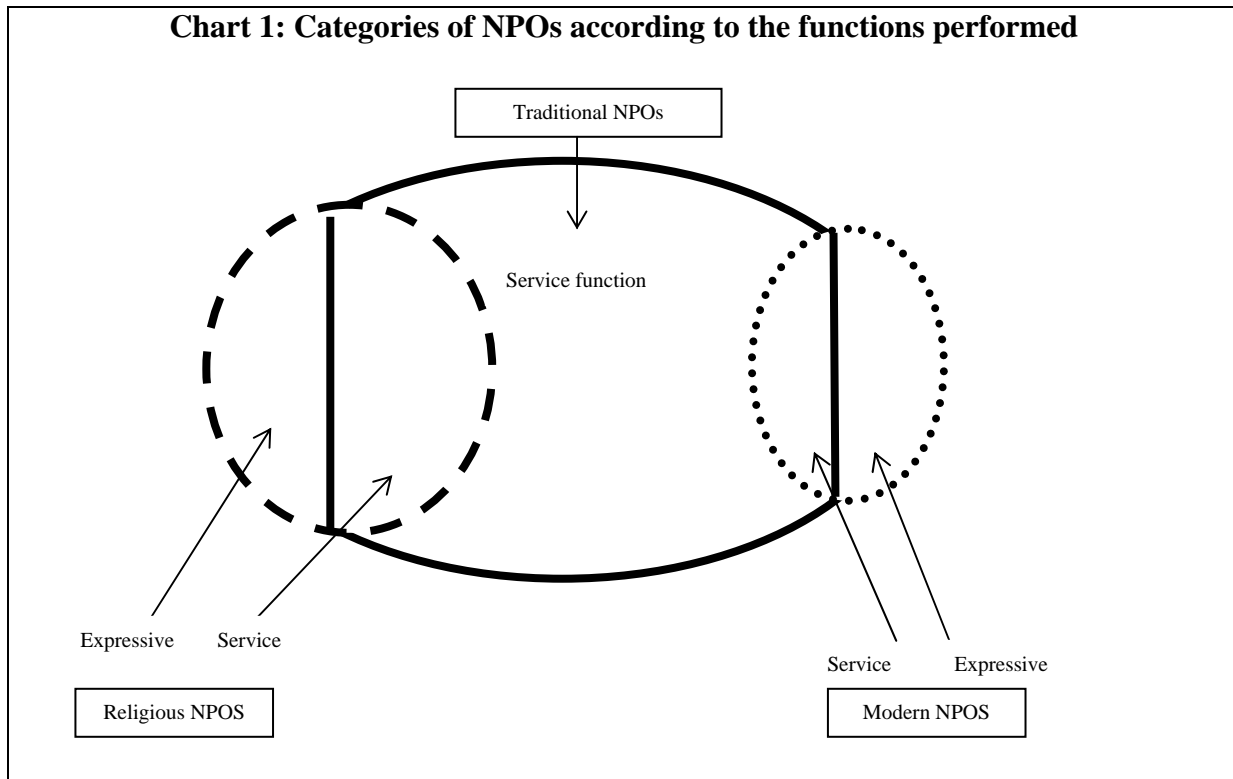 Chart 1: Categories of NPOs according to the functions performed
Traditional NPOs
Service function
Expressive Service
Service Expressive
Religious NPOS
Modern NPOS